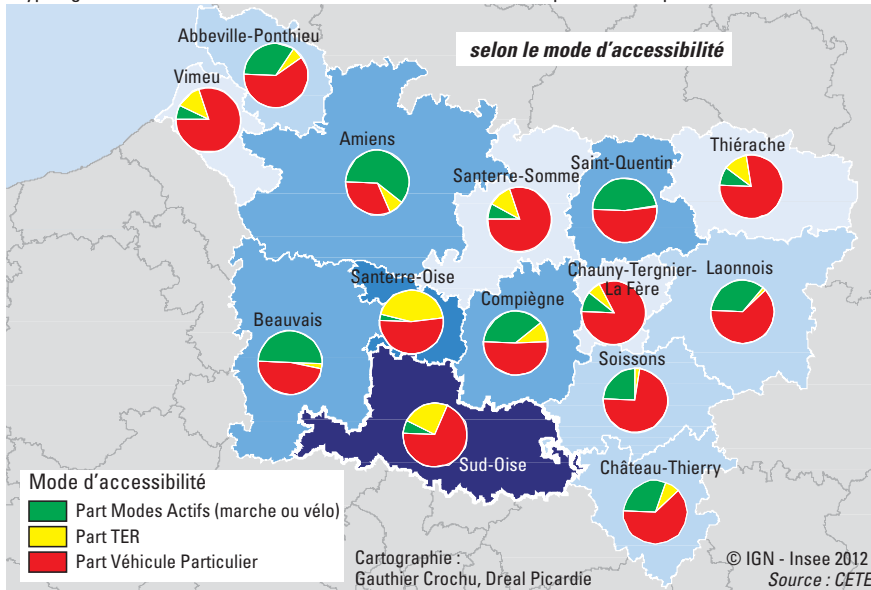 selon le mode d'accessibilité
Abbeville-Ponthieu
Vimeu
Amiens
Santerre-Somme
Saint-Quentin
Thiérache
Santerre-Oise
Compiègne
Chauny-Tergnier-
La Fère
Laonnois
Beauvais
Soissons
Sud-Oise
Château-Thierry
Mode d'accessibilité
Part Modes Actifs (marche ou vélo)
Part TER
Part Véhicule Particulier
Cartographie :
Gauthier Crochu, Dreal Picardie
© IGN - Insee 2012
Source : CETE